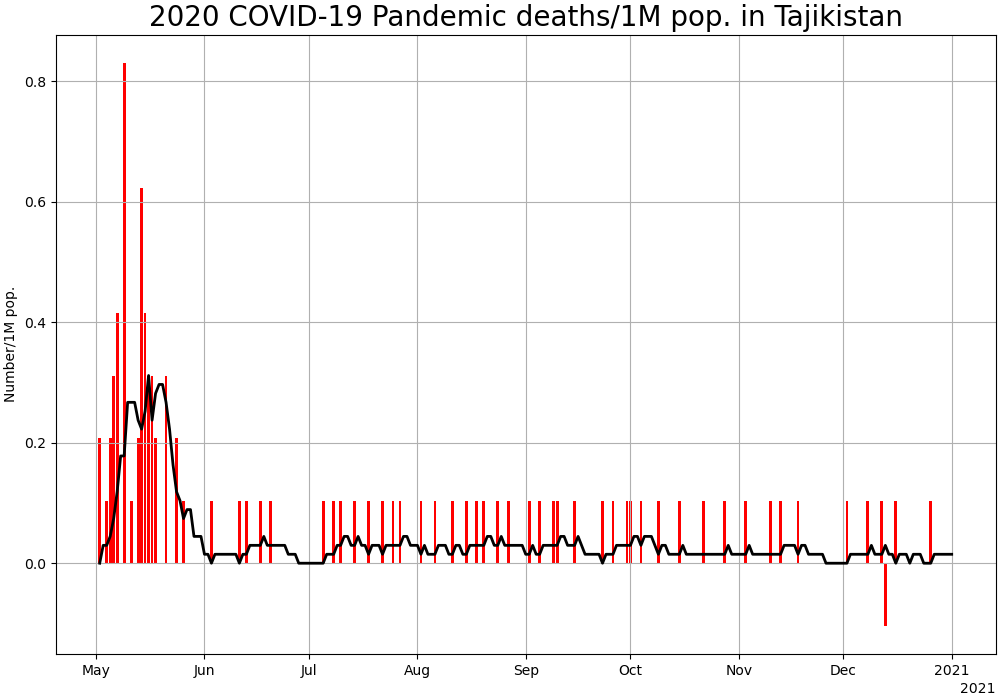 2020 COVID-19 Pandemic deaths/1M pop. in Tajikistan
Number/1M pop.
0.8
0.6
0.4
0.2
0.0
May Jun Jul Aug Sep Oct Nov Dec 2021
2021